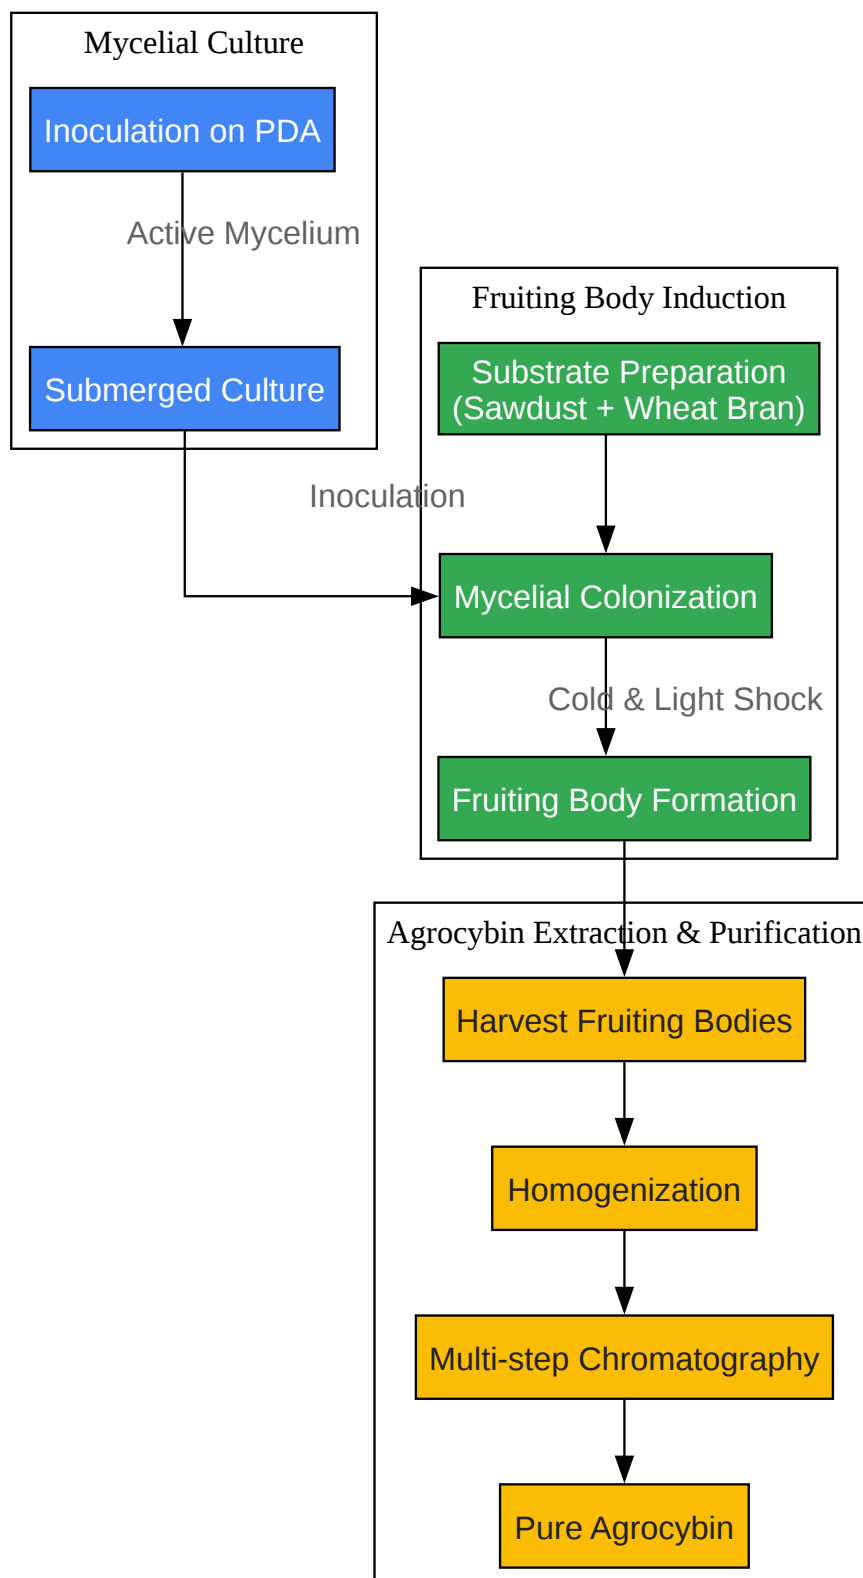 Mycelial Culture
Inoculation on PDA
Active Mycelium
Submerged Culture
Inoculation
Fruiting Body Induction
Substrate Preparation
(Sawdust + Wheat Bran)
Mycelial Colonization
Cold & Light Shock
Fruiting Body Formation
Agrocybin Extraction & Purification
Harvest Fruiting Bodies
Homogenization
Multi-step Chromatography
Pure Agrocybin